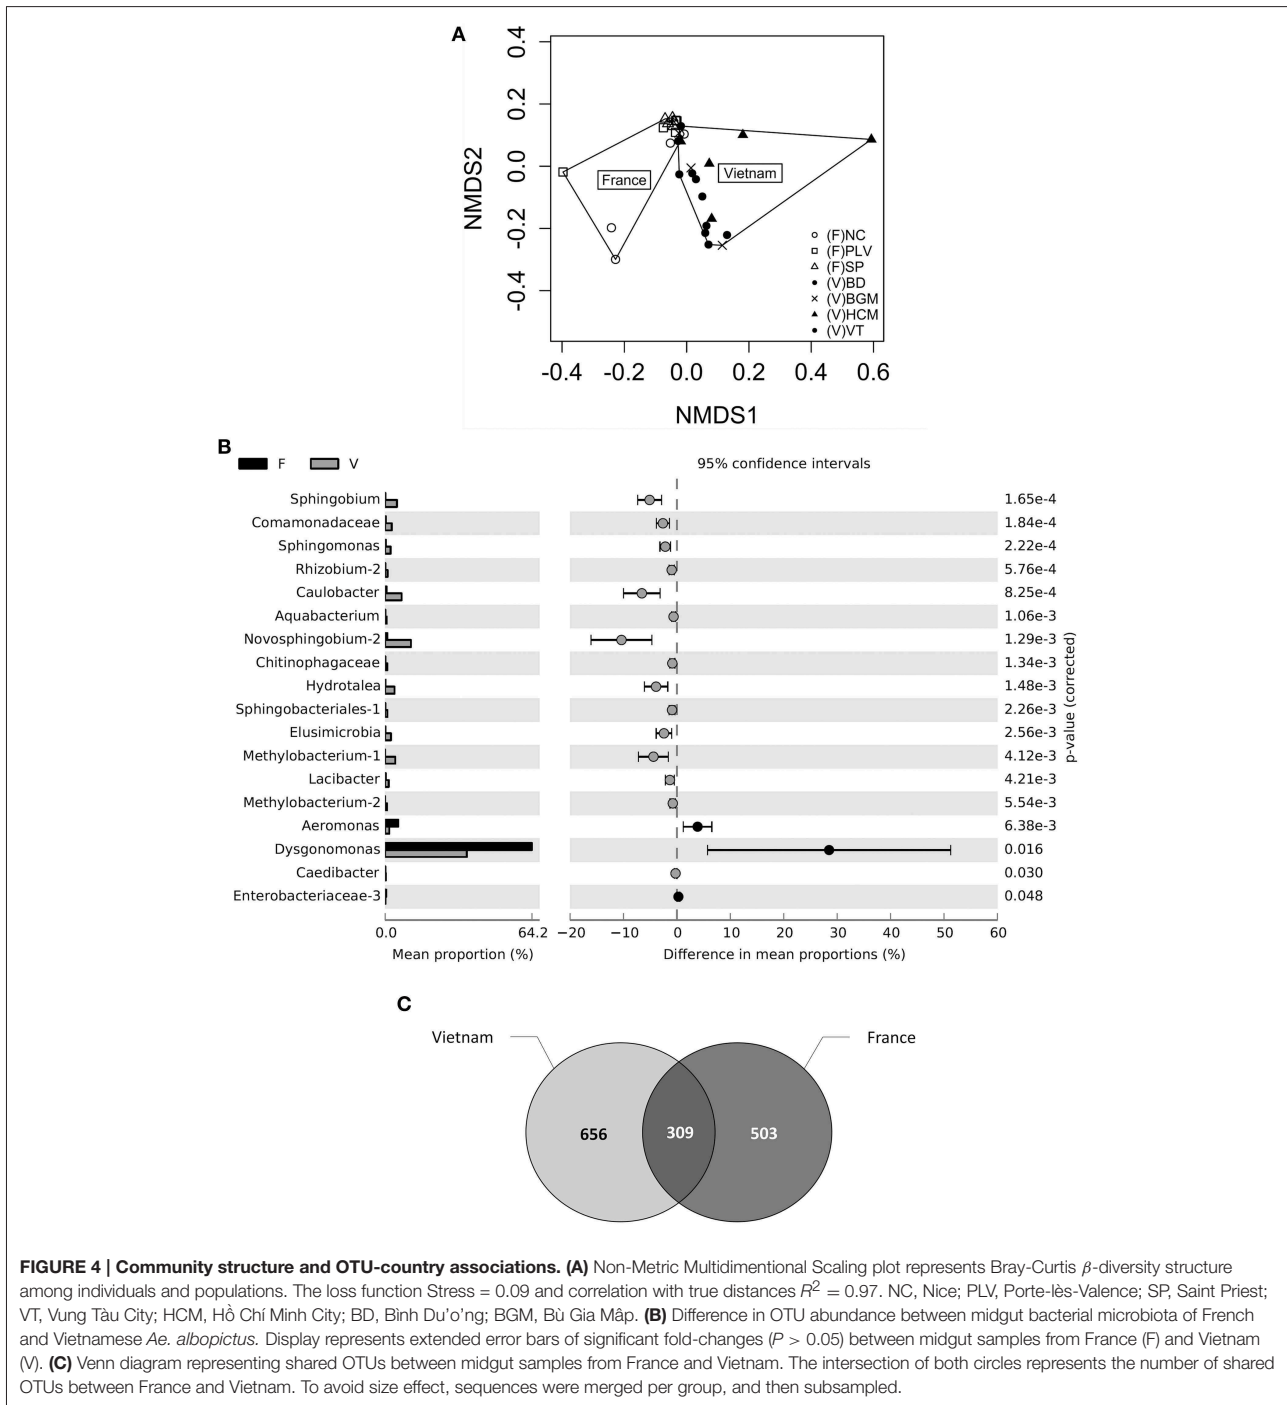 A
NMDS2
0.4
0.2
0.0
-0.2
-0.4
France
Vietnam
(F)NC
(F)PLV
(F)SP
(V)BD
(V)BGM
(V)HCM
(V)VT
-0.4 -0.2 0.0 0.2 0.4 0.6
NMDS1
B
F V
95% confidence intervals
Sphingobium 1.65e-4
Comamonadaceae 1.84e-4
Sphingomonas 2.22e-4
Rhizobium-2 5.76e-4
Caulobacter 8.25e-4
Aquabacterium 1.06e-3
Novosphingobium-2 1.29e-3
Chitinophagaceae 1.34e-3
Hydrotalea 1.48e-3
Sphingobacteriales-1 2.26e-3
Elusimicrobia 2.56e-3
Methylobacterium-1 4.12e-3
Lacibacter 4.21e-3
Methylobacterium-2 5.54e-3
Aeromonas 6.38e-3
Dysgonomonas 0.016
Caedibacter 0.030
Enterobacteriaceae-3 0.048
p-value (corrected)
0.0 64.2 −20 −10 0 10 20 30 40 50 60
Mean proportion (%) Difference in mean proportions (%)
C
Vietnam France
656 309 503
FIGURE 4 | Community structure and OTU-country associations. (A) Non-Metric Multidimentional Scaling plot represents Bray-Curtis β-diversity structure
among individuals and populations. The loss function Stress = 0.09 and correlation with true distances R² = 0.97. NC, Nice; PLV, Porte-lès-Valence; SP, Saint Priest;
VT, Vung Tàu City; HCM, Hồ Chí Minh City; BD, Bình Du'o'ng; BGM, Bù Gia Mâp. (B) Difference in OTU abundance between midgut bacterial microbiota of French
and Vietnamese Ae. albopictus. Display represents extended error bars of significant fold-changes (P > 0.05) between midgut samples from France (F) and Vietnam
(V). (C) Venn diagram representing shared OTUs between midgut samples from France and Vietnam. The intersection of both circles represents the number of shared
OTUs between France and Vietnam. To avoid size effect, sequences were merged per group, and then subsampled.